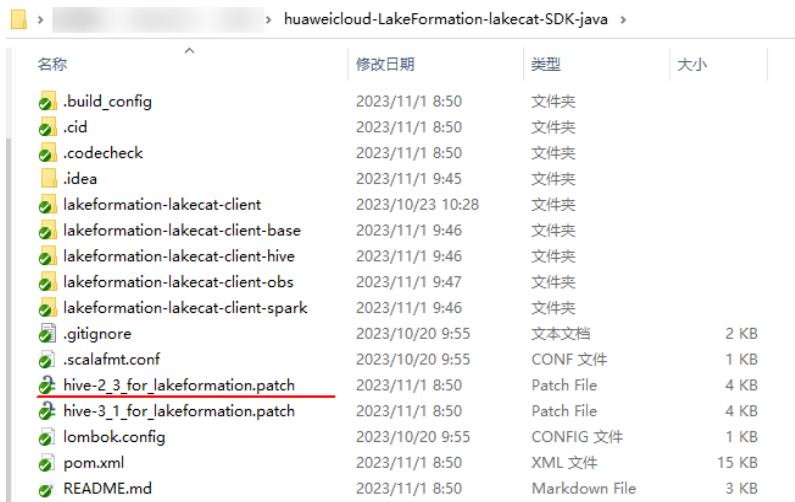 huaweicloud-LakeFormation-lakecat-SDK-java
名称 修改日期 类型 大小
.build_config 2023/11/1 8:50 文件夹
.cid 2023/11/1 8:50 文件夹
.codecheck 2023/11/1 8:50 文件夹
.idea 2023/11/1 9:45 文件夹
lakeformation-lakecat-client 2023/10/23 10:28 文件夹
lakeformation-lakecat-client-base 2023/11/1 9:46 文件夹
lakeformation-lakecat-client-hive 2023/11/1 9:46 文件夹
lakeformation-lakecat-client-obs 2023/11/1 9:47 文件夹
lakeformation-lakecat-client-spark 2023/11/1 9:46 文件夹
.gitignore 2023/10/20 9:55 文本文档 2 KB
.scalafmt.conf 2023/10/20 9:55 CONF 文件 1 KB
hive-2_3_for_lakeformation.patch 2023/11/1 8:50 Patch File 4 KB
hive-3_1_for_lakeformation.patch 2023/11/1 8:50 Patch File 4 KB
lombok.config 2023/10/20 9:55 CONFIG 文件 1 KB
pom.xml 2023/11/1 8:50 XML 文件 15 KB
README.md 2023/11/1 8:50 Markdown File 3 KB